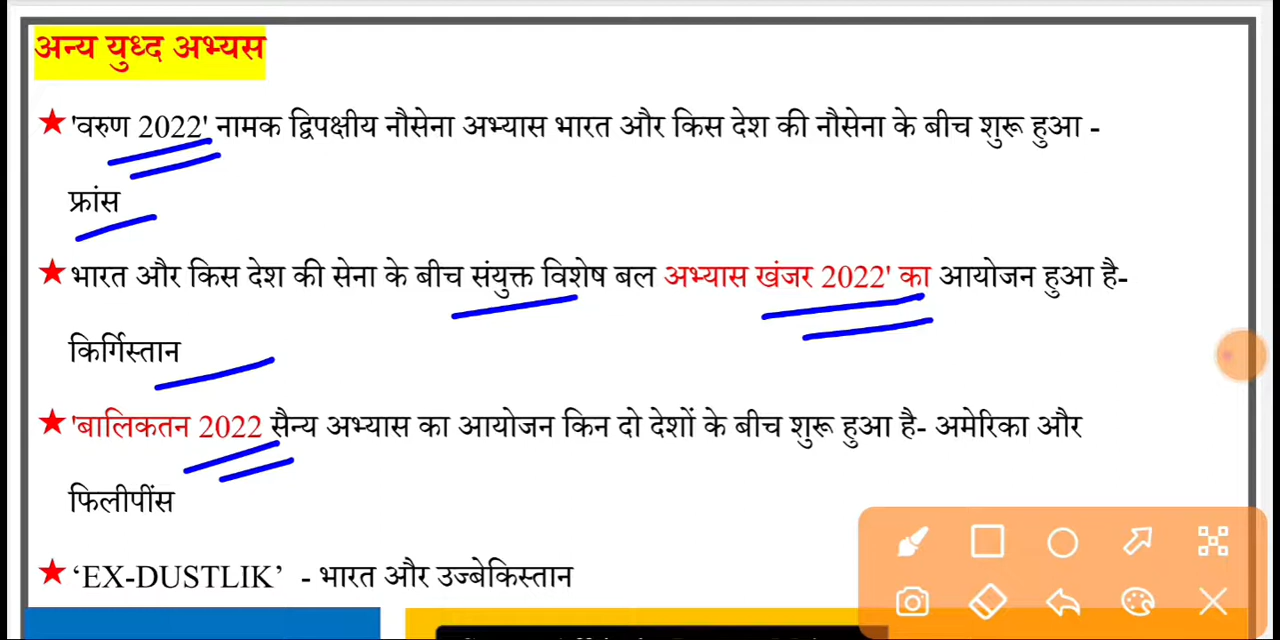 अन्य युध्द अभ्यस
★ 'वरुण 2022' नामक द्विपक्षीय नौसेना अभ्यास भारत और किस देश की नौसेना के बीच शुरू हुआ -
फ्रांस
★ भारत और किस देश की सेना के बीच संयुक्त विशेष बल अभ्यास खंजर 2022' का आयोजन हुआ है-
किर्गिस्तान
★ 'बालिकतन 2022 सैन्य अभ्यास का आयोजन किन दो देशों के बीच शुरू हुआ है- अमेरिका और
फिलीपींस
★ ‘EX-DUSTLIK’ - भारत और उज्बेकिस्तान